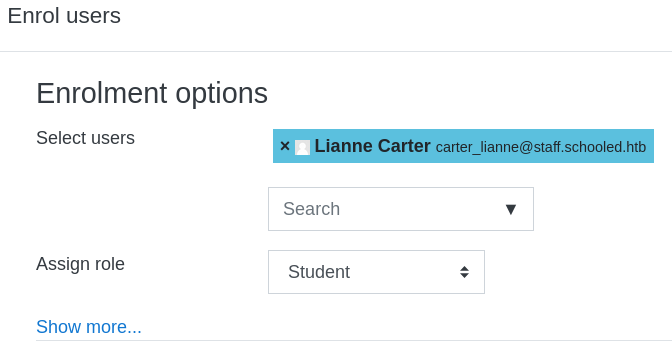 Enrol users
Enrolment options
Select users
× Lianne Carter carter_lianne@staff.schooled.htb
Search ▼
Assign role
Student
Show more...